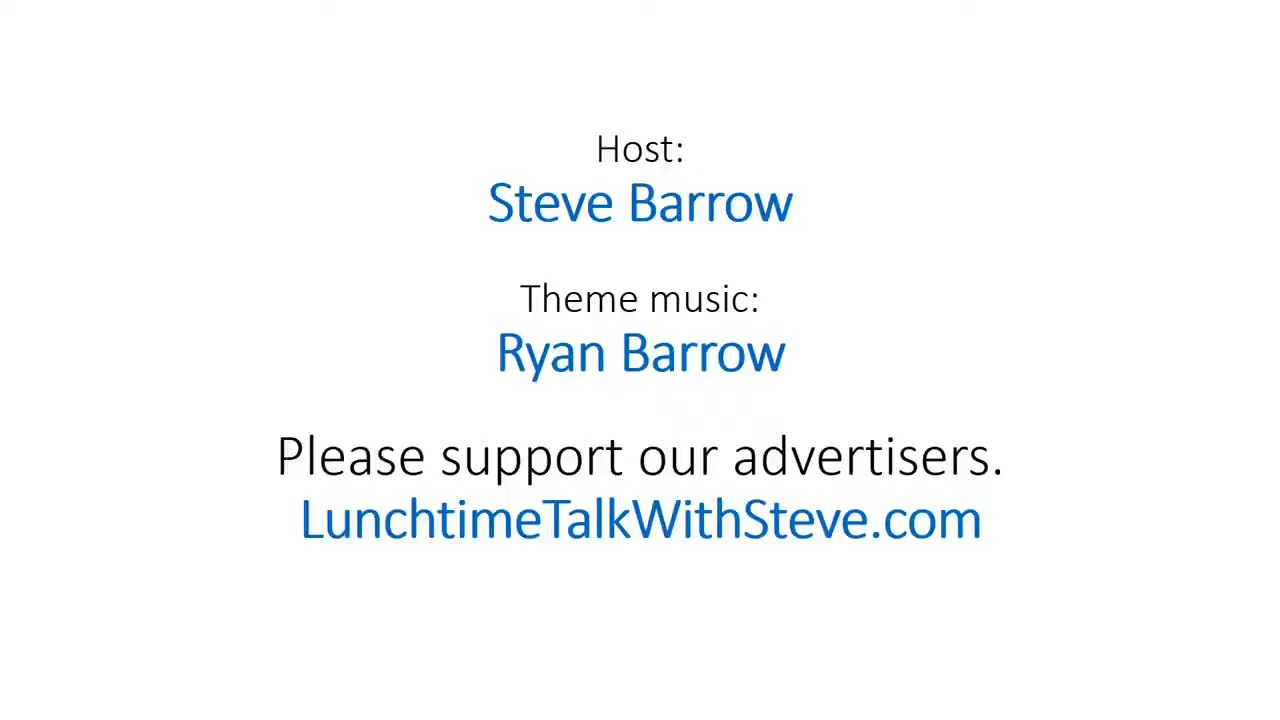 Host:
Steve Barrow
Theme music:
Ryan Barrow
Please support our advertisers.
LunchtimeTalkWithSteve.com